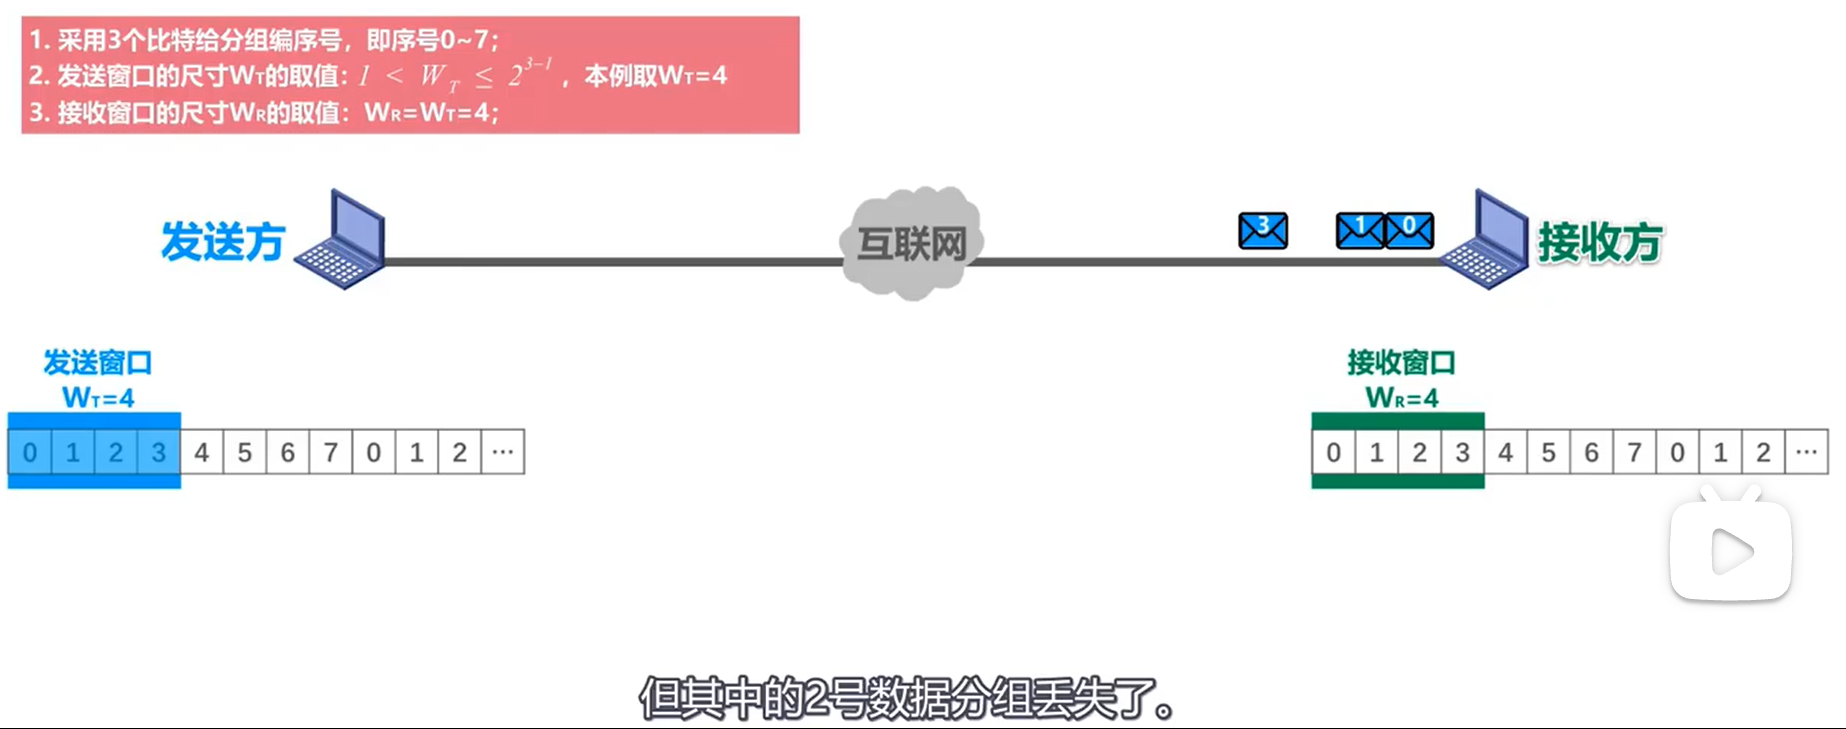 1. 采用3个比特给分组编序号，即序号0~7；
2. 发送窗口的尺寸WT的取值：1 < WT ≤ 2^3-1，本例取WT=4
3. 接收窗口的尺寸WR的取值：WR=WT=4；
发送方
互联网
3 1 0
接收方
发送窗口
WT=4
0 1 2 3 4 5 6 7 0 1 2 ···
接收窗口
WR=4
0 1 2 3 4 5 6 7 0 1 2 ···
但其中的2号数据分组丢失了。